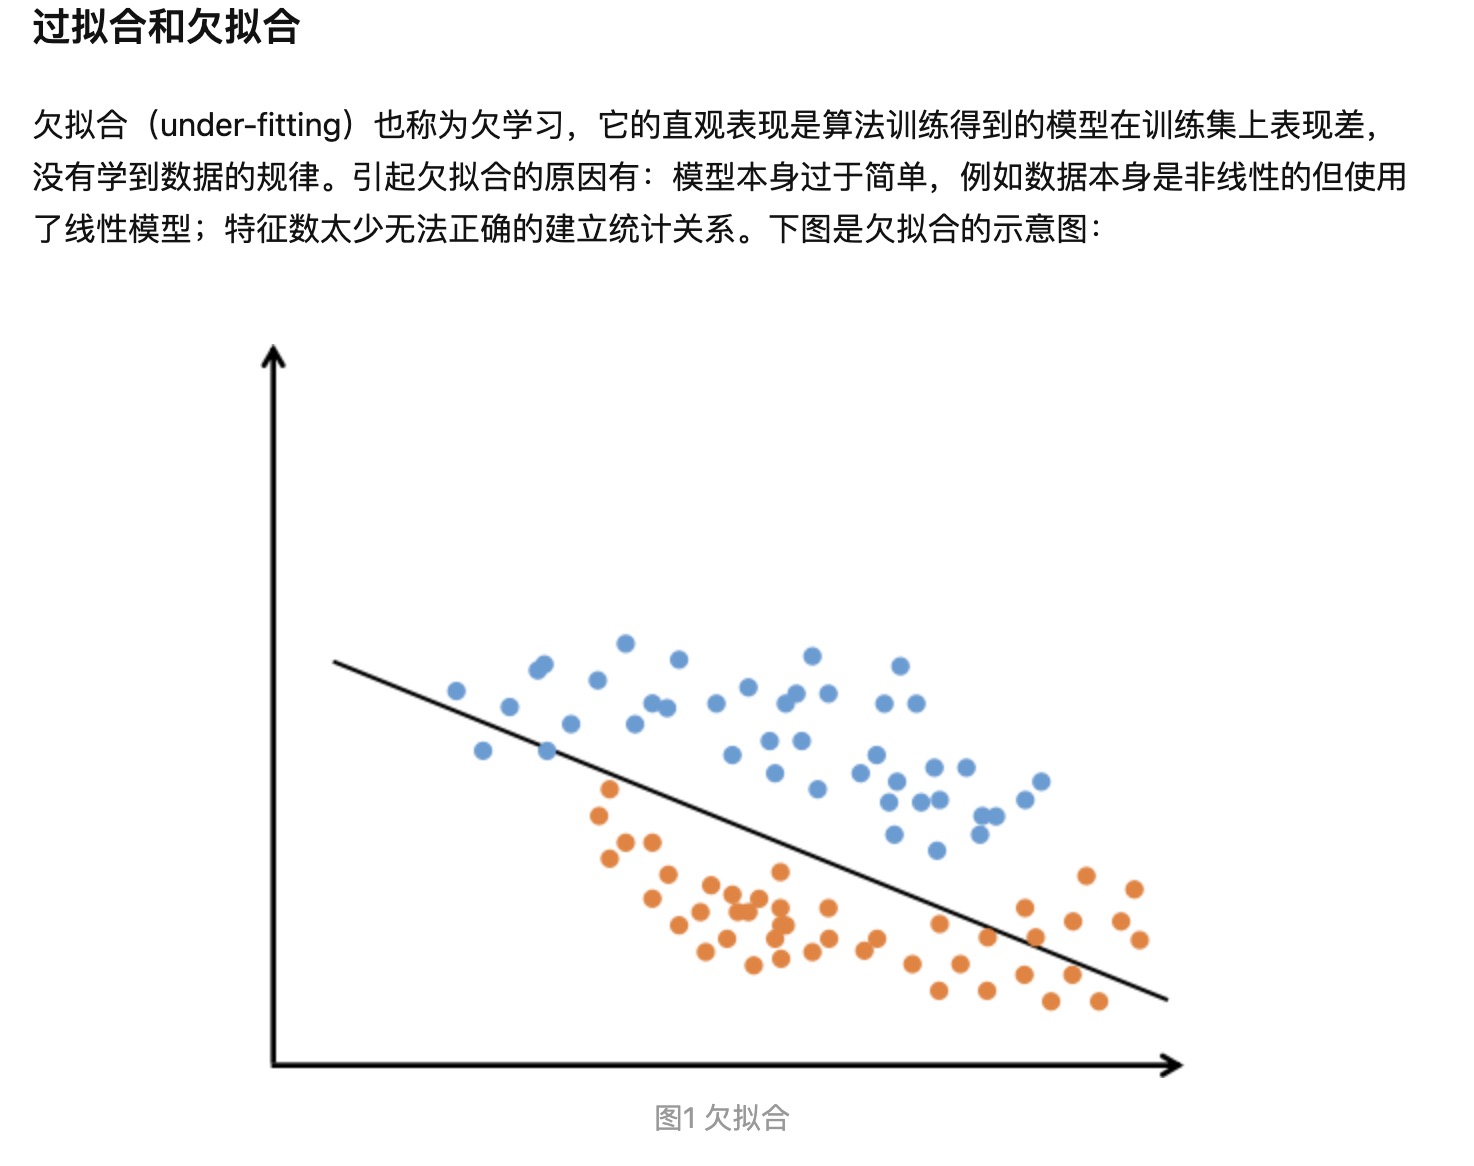 过拟合和欠拟合
欠拟合（under-fitting）也称为欠学习，它的直观表现是算法训练得到的模型在训练集上表现差，
没有学到数据的规律。引起欠拟合的原因有：模型本身过于简单，例如数据本身是非线性的但使用
了线性模型；特征数太少无法正确的建立统计关系。下图是欠拟合的示意图：
图1 欠拟合